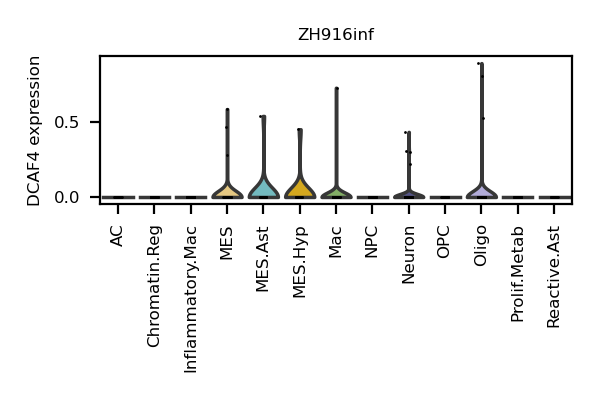 ZH916inf
DCAF4 expression
0.5
0.0
AC
Chromatin.Reg
Inflammatory.Mac
MES
MES.Ast
MES.Hyp
Mac
NPC
Neuron
OPC
Oligo
Prolif.Metab
Reactive.Ast